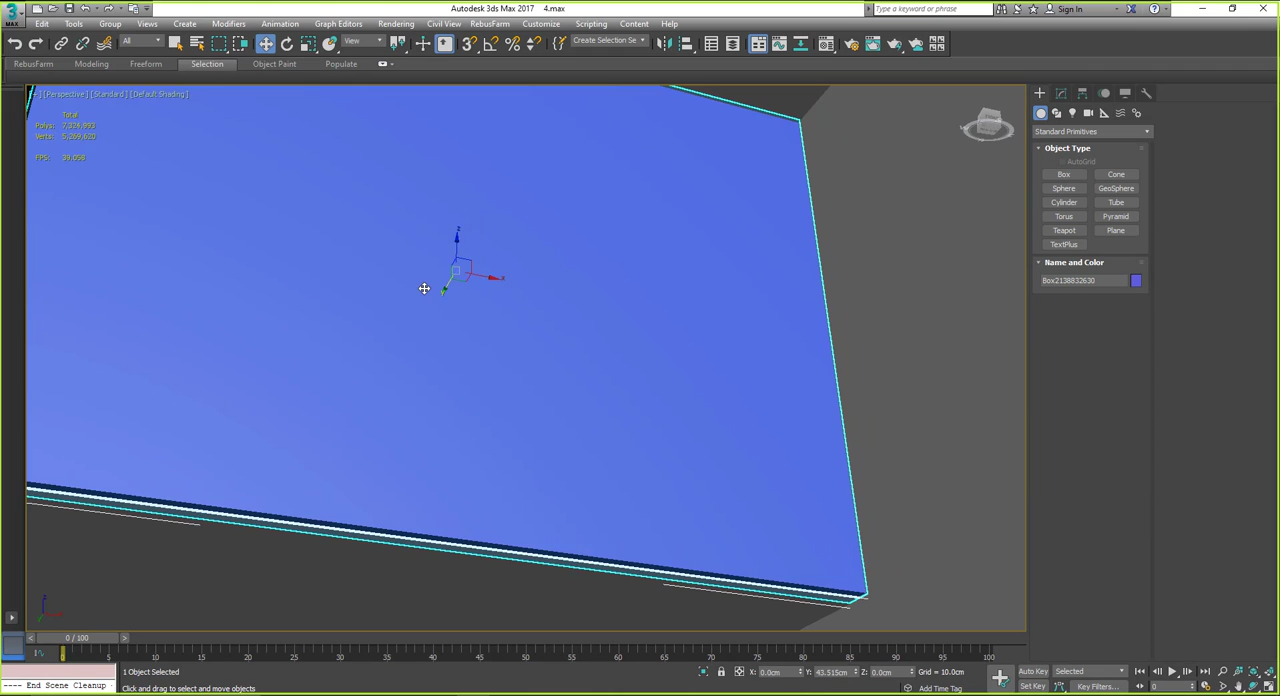 Autodesk 3ds Max 2017    4.max
Type a keyword or phrase
Sign In
MAX
Edit Tools Group Views Create Modifiers Animation Graph Editors Rendering Civil View RebusFarm Customize Scripting Content Help
All
View
Create Selection Se
RebusFarm Modeling Freeform Selection Object Paint Populate
[Perspective] [Standard] [Default Shading]
Total
Polys:
Verts:
FPS:
Standard Primitives
Object Type
AutoGrid
Box Cone
Sphere GeoSphere
Cylinder Tube
Torus Pyramid
Teapot Plane
TextPlus
Name and Color
Box2138832630
z
x
0 / 100
0 5 10 15 20 25 30 35 40 45 50 55 60 65 70 75 80 85 90 95 100
1 Object Selected
X: 0.0cm Y: 43.515cm Z: 0.0cm Grid = 10.0cm
Auto Key Selected
End Scene Cleanup -
Click and drag to select and move objects
Add Time Tag
Set Key Key Filters...
0